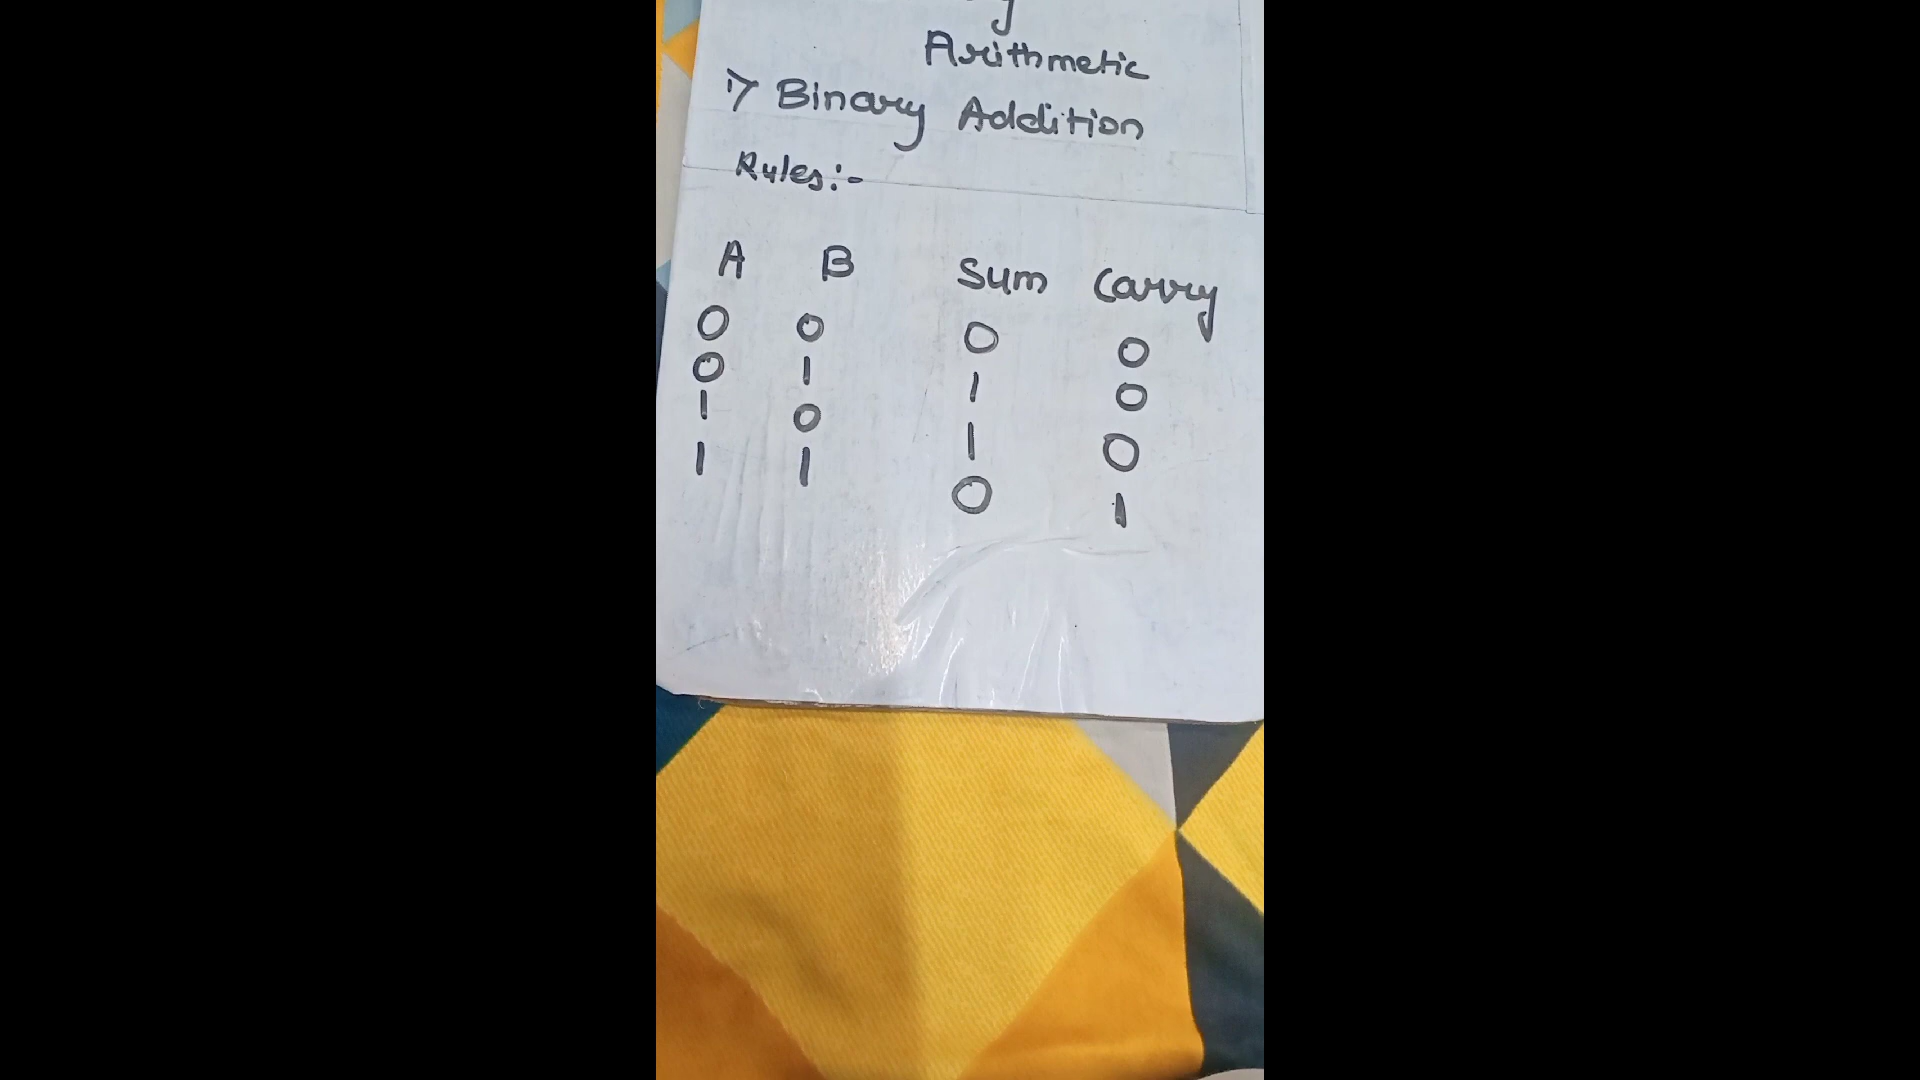 Arithmetic
1> Binary Addition
Rules:-
A B Sum Carry
0 0 0 0
0 1 1 0
1 0 1 0
1 1 0 1